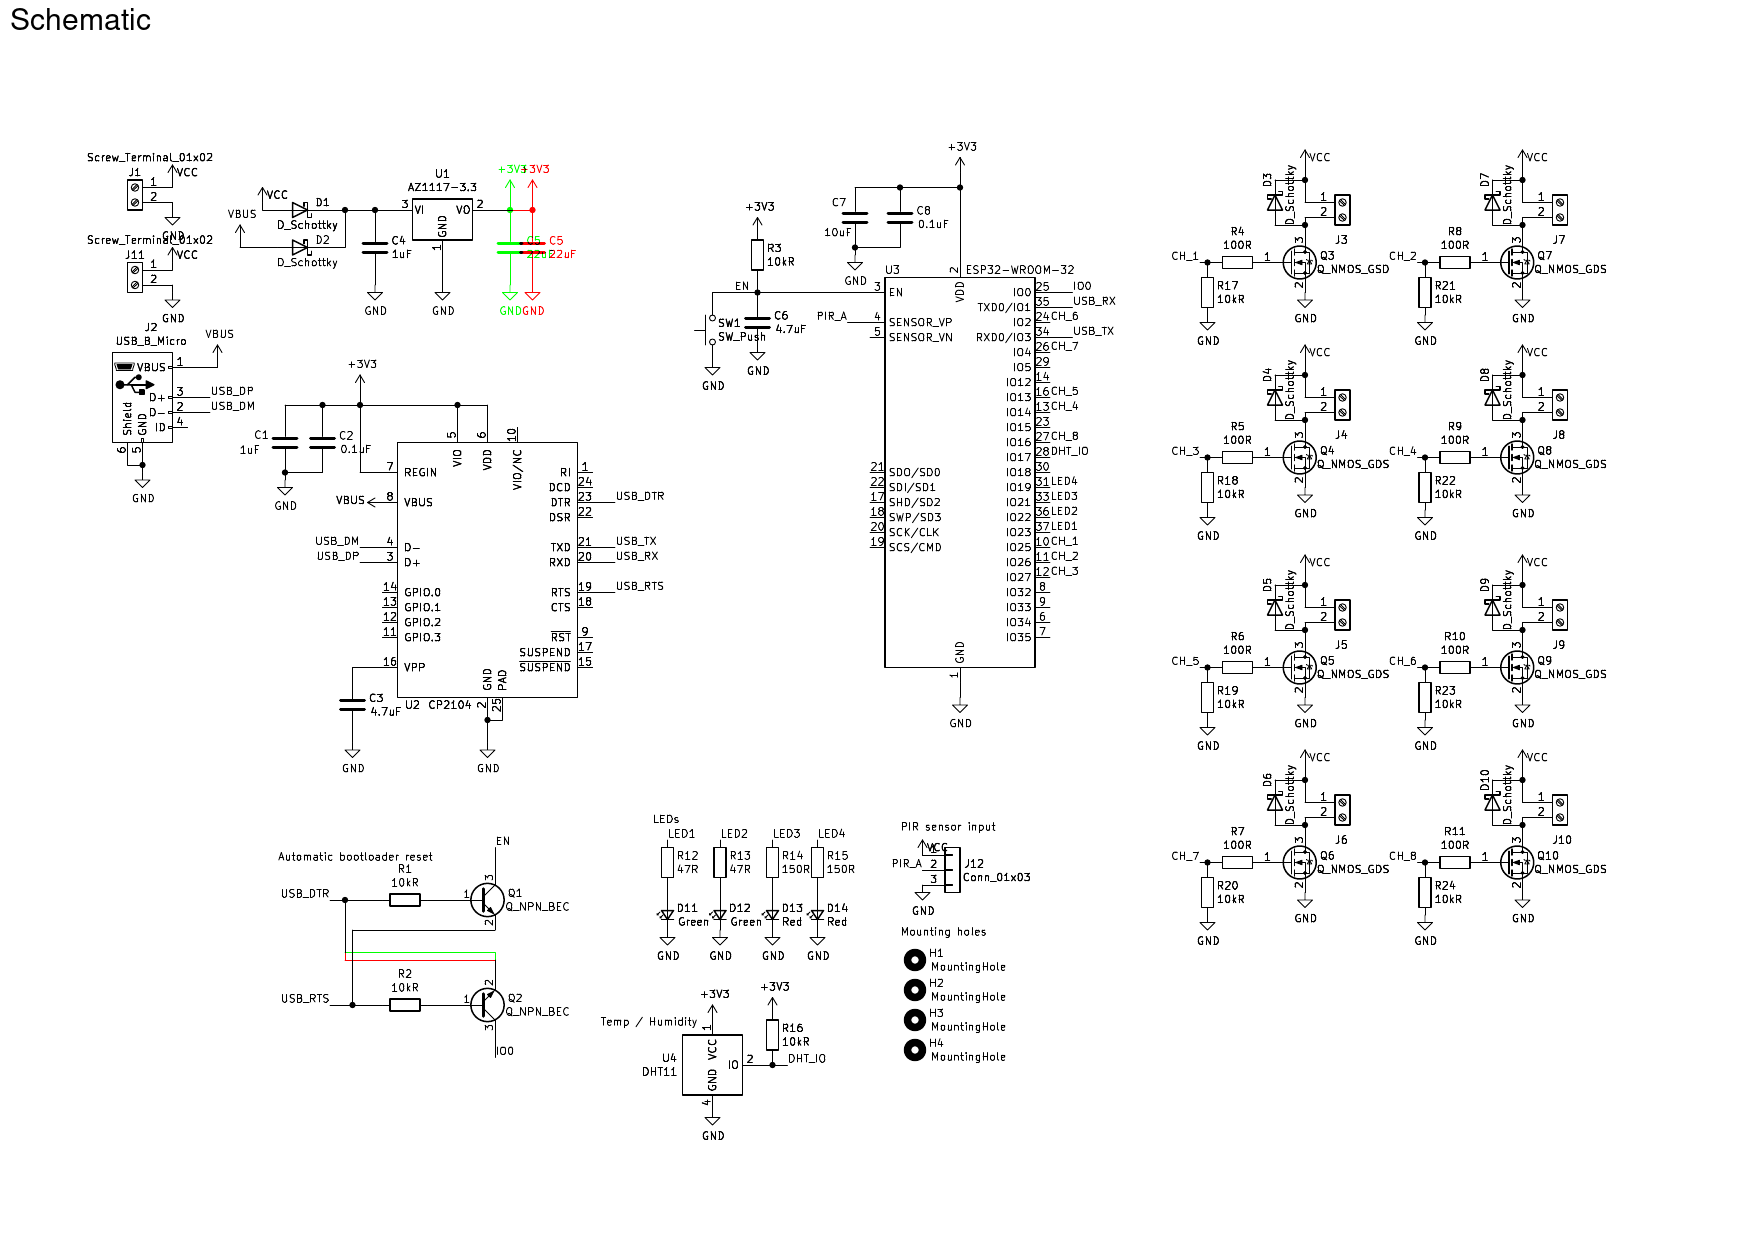 Schematic
Screw_Terminal_01x02
J1
1
2
VCC
GND
Screw_Terminal_01x02
J11
1
2
VCC
GND
J2
USB_B_Micro
VBUS
VBUS
1
D+
3
USB_DP
D-
2
USB_DM
ID
4
Shield
GND
6
5
GND
VCC
D1
D_Schottky
VBUS
D2
D_Schottky
C4
1uF
GND
U1
AZ1117-3.3
3
VI
VO
2
GND
1
GND
+3V3
+3V3
C5
22uF
C5
22uF
GND
GND
+3V3
C1
1uF
C2
0.1uF
GND
5
6
10
VIO
VDD
VIO/NC
7
REGIN
VBUS
8
VBUS
USB_DM
4
D-
USB_DP
3
D+
14
GPIO.0
13
GPIO.1
12
GPIO.2
11
GPIO.3
16
VPP
RI
1
DCD
24
DTR
23
USB_DTR
DSR
22
TXD
21
USB_TX
RXD
20
USB_RX
RTS
19
USB_RTS
CTS
18
RST
9
SUSPEND
17
SUSPEND
15
GND
PAD
2
25
U2
CP2104
C3
4.7uF
GND
GND
+3V3
R3
10kR
EN
SW1
SW_Push
C6
4.7uF
GND
GND
+3V3
C7
10uF
C8
0.1uF
GND
U3
ESP32-WROOM-32
2
VDD
3
EN
PIR_A
4
SENSOR_VP
5
SENSOR_VN
21
SDO/SD0
22
SDI/SD1
17
SHD/SD2
18
SWP/SD3
20
SCK/CLK
19
SCS/CMD
IO0
25
IO0
TXD0/IO1
35
USB_RX
IO2
24
CH_6
RXD0/IO3
34
USB_TX
IO4
26
CH_7
IO5
29
IO12
14
IO13
16
CH_5
IO14
13
CH_4
IO15
23
IO16
27
CH_8
IO17
28
DHT_IO
IO18
30
IO19
31
LED4
IO21
33
LED3
IO22
36
LED2
IO23
37
LED1
IO25
10
CH_1
IO26
11
CH_2
IO27
12
CH_3
IO32
8
IO33
9
IO34
6
IO35
7
GND
1
GND
VCC
D3
D_Schottky
1
2
J3
CH_1
R4
100R
1
3
2
Q3
Q_NMOS_GSD
R17
10kR
GND
GND
VCC
D7
D_Schottky
1
2
J7
CH_2
R8
100R
1
3
2
Q7
Q_NMOS_GDS
R21
10kR
GND
GND
VCC
D4
D_Schottky
1
2
J4
CH_3
R5
100R
1
3
2
Q4
Q_NMOS_GDS
R18
10kR
GND
GND
VCC
D8
D_Schottky
1
2
J8
CH_4
R9
100R
1
3
2
Q8
Q_NMOS_GDS
R22
10kR
GND
GND
VCC
D5
D_Schottky
1
2
J5
CH_5
R6
100R
1
3
2
Q5
Q_NMOS_GDS
R19
10kR
GND
GND
VCC
D9
D_Schottky
1
2
J9
CH_6
R10
100R
1
3
2
Q9
Q_NMOS_GDS
R23
10kR
GND
GND
VCC
D6
D_Schottky
1
2
J6
CH_7
R7
100R
1
3
2
Q6
Q_NMOS_GDS
R20
10kR
GND
GND
VCC
D10
D_Schottky
1
2
J10
CH_8
R11
100R
1
3
2
Q10
Q_NMOS_GDS
R24
10kR
GND
GND
Automatic bootloader reset
EN
USB_DTR
R1
10kR
1
3
2
Q1
Q_NPN_BEC
USB_RTS
R2
10kR
1
2
3
Q2
Q_NPN_BEC
IO0
LEDs
LED1
LED2
LED3
LED4
R12
47R
R13
47R
R14
150R
R15
150R
D11
Green
D12
Green
D13
Red
D14
Red
GND
GND
GND
GND
PIR sensor input
VCC
1
PIR_A
2
3
J12
Conn_01x03
GND
Mounting holes
H1
MountingHole
H2
MountingHole
H3
MountingHole
H4
MountingHole
Temp / Humidity
+3V3
+3V3
R16
10kR
1
VCC
U4
DHT11
IO
2
DHT_IO
GND
4
GND